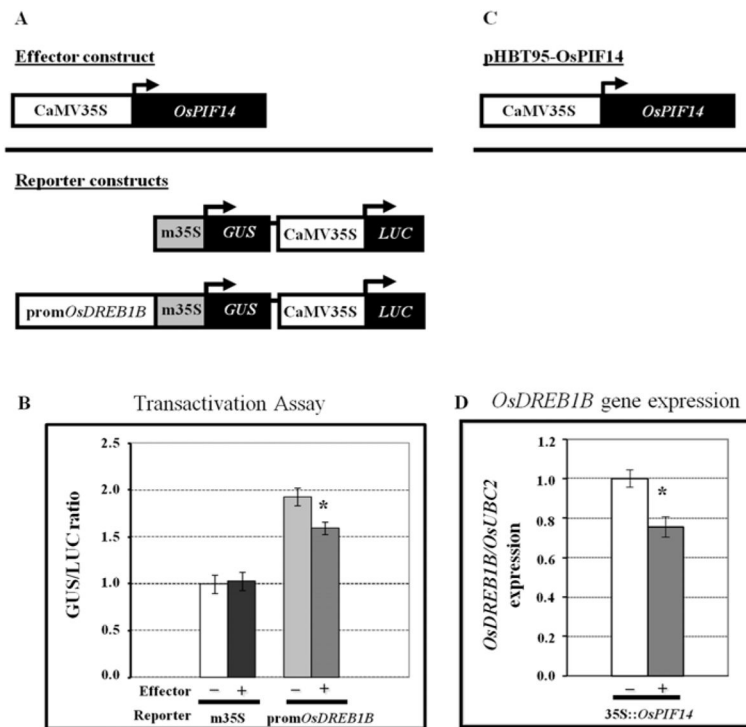 A
Effector construct
CaMV35S OsPIF14
Reporter constructs
m35S GUS CaMV35S LUC
promOsDREB1B m35S GUS CaMV35S LUC
C
pHBT95-OsPIF14
CaMV35S OsPIF14
B Transactivation Assay
GUS/LUC ratio
2.5
2.0
1.5
1.0
0.5
0.0
*
Effector − + − +
Reporter m35S promOsDREB1B
D OsDREB1B gene expression
OsDREB1B/OsUBC2
expression
1.2
1.0
0.8
0.6
0.4
0.2
0.0
*
− +
35S::OsPIF14